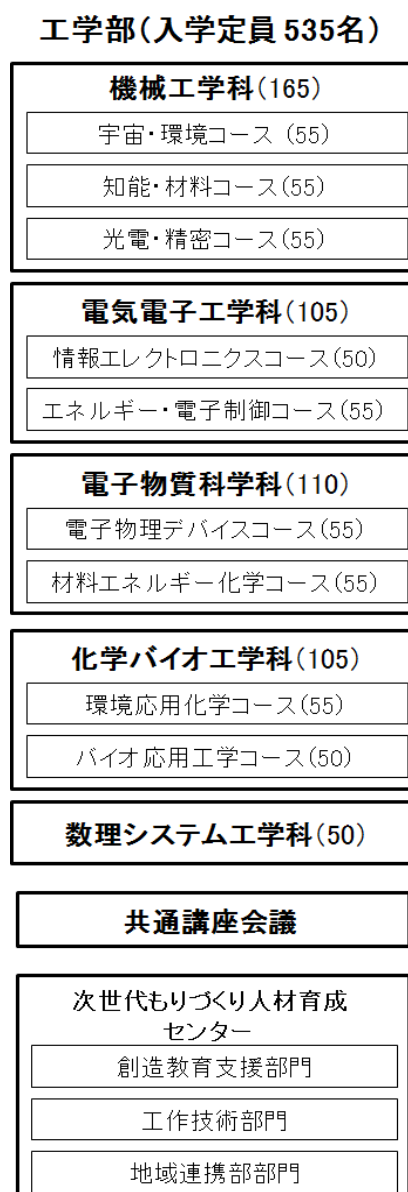 工学部(入学定員 535名)
機械工学科(165)
宇宙・環境コース (55)
知能・材料コース(55)
光電・精密コース(55)
電気電子工学科(105)
情報エレクトロニクスコース(50)
エネルギー・電子制御コース(55)
電子物質科学科(110)
電子物理デバイスコース(55)
材料エネルギー化学コース(55)
化学バイオ工学科(105)
環境応用化学コース(55)
バイオ応用工学コース(50)
数理システム工学科(50)
共通講座会議
次世代もりづくり人材育成
センター
創造教育支援部門
工作技術部門
地域連携部部門